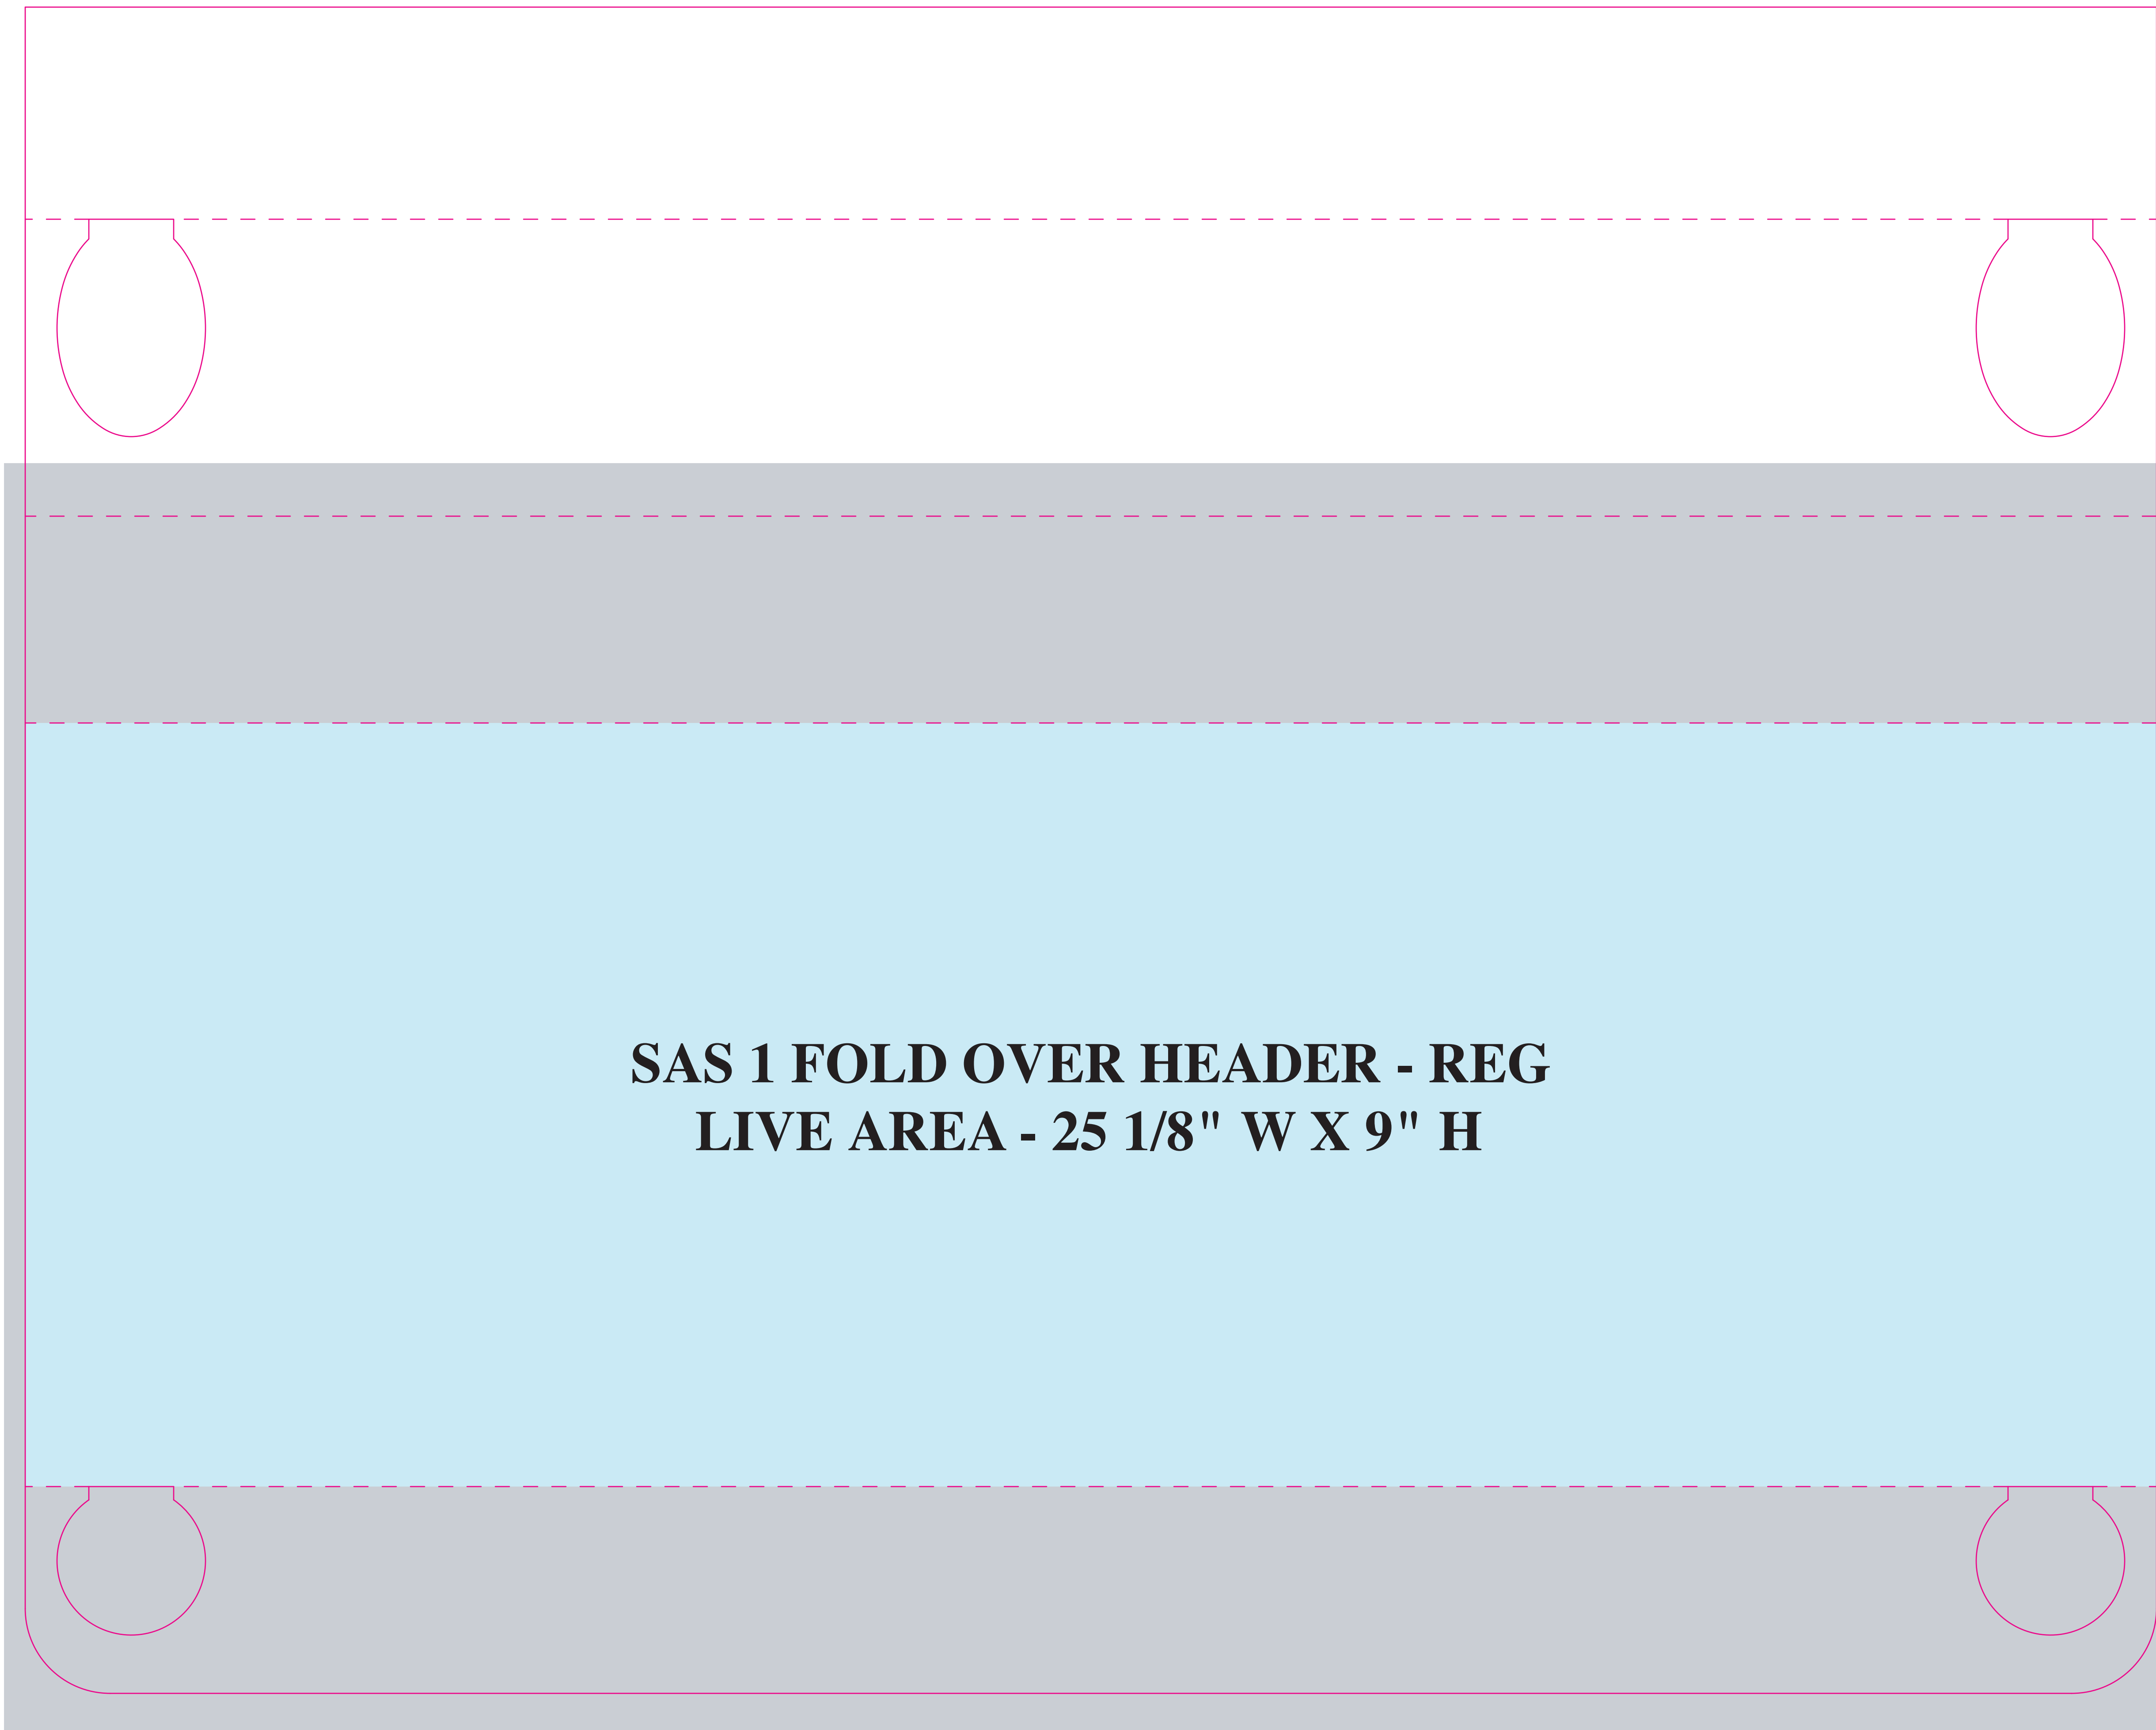 SAS 1 FOLD OVER HEADER - REG
LIVE AREA - 25 1/8" W X 9" H